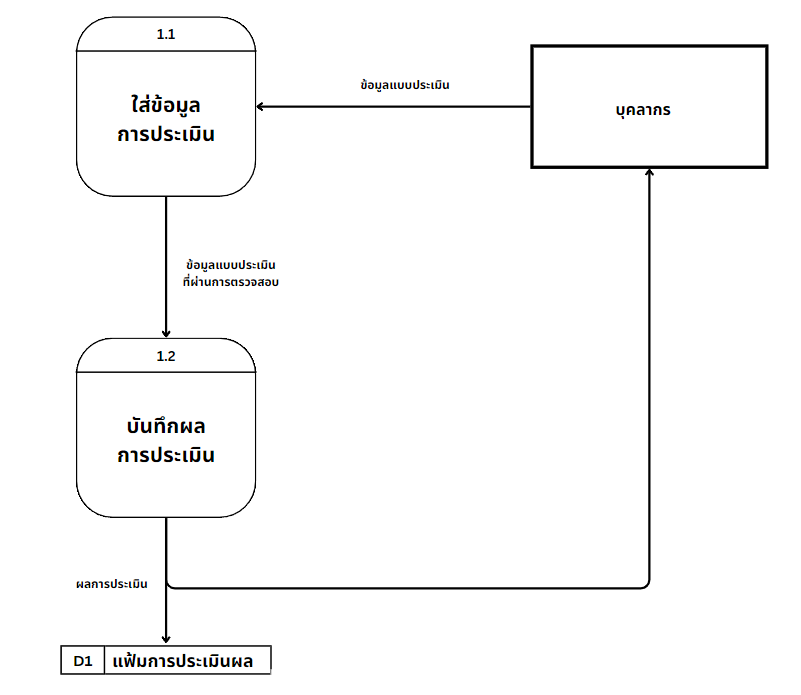 1.1
ใส่ข้อมูล
การประเมิน
ข้อมูลแบบประเมิน
บุคลากร
ข้อมูลแบบประเมิน
ที่ผ่านการตรวจสอบ
1.2
บันทึกผล
การประเมิน
ผลการประเมิน
D1 แฟ้มการประเมินผล